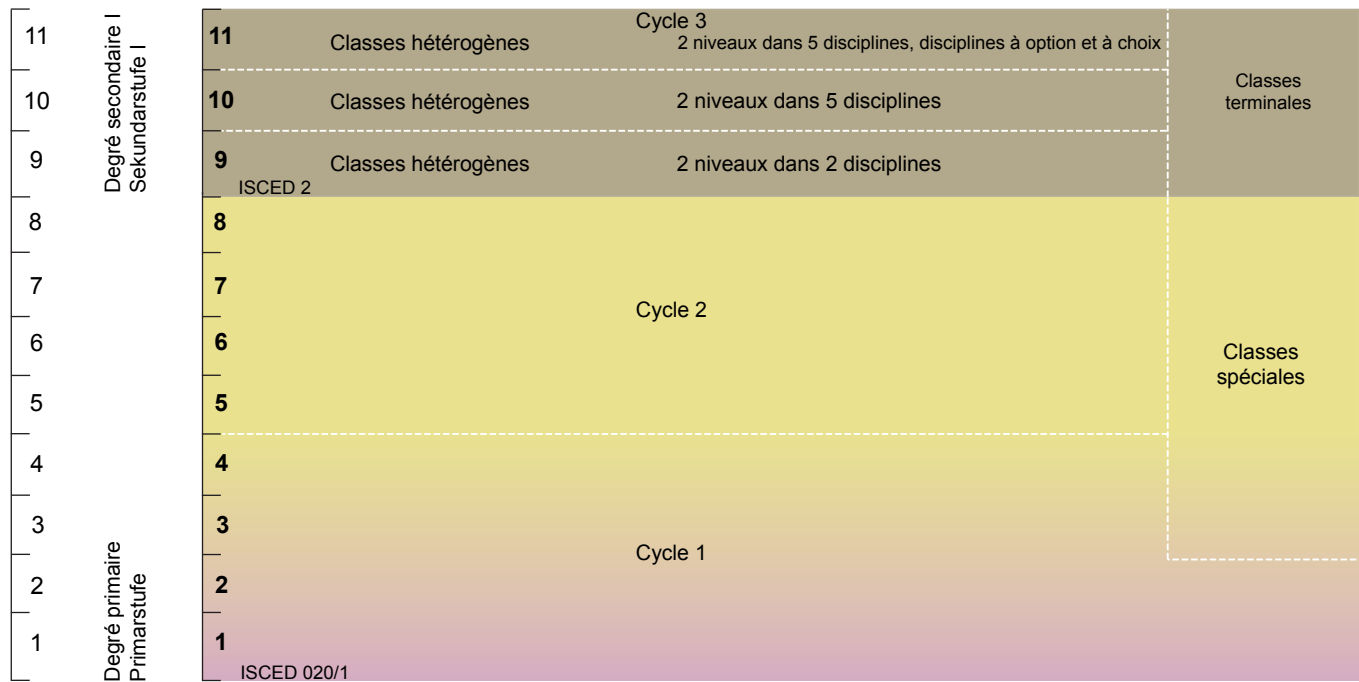 Cycle 3
11
11
Classes hétérogènes
2 niveaux dans 5 disciplines, disciplines à option et à choix
10
10
Classes hétérogènes
2 niveaux dans 5 disciplines
Classes
terminales
9
9
Classes hétérogènes
2 niveaux dans 2 disciplines
ISCED 2
Degré secondaire I
Sekundarstufe I
8
8
7
7
Cycle 2
6
6
Classes
spéciales
5
5
4
4
3
3
Cycle 1
2
2
1
1
ISCED 020/1
Degré primaire
Primarstufe